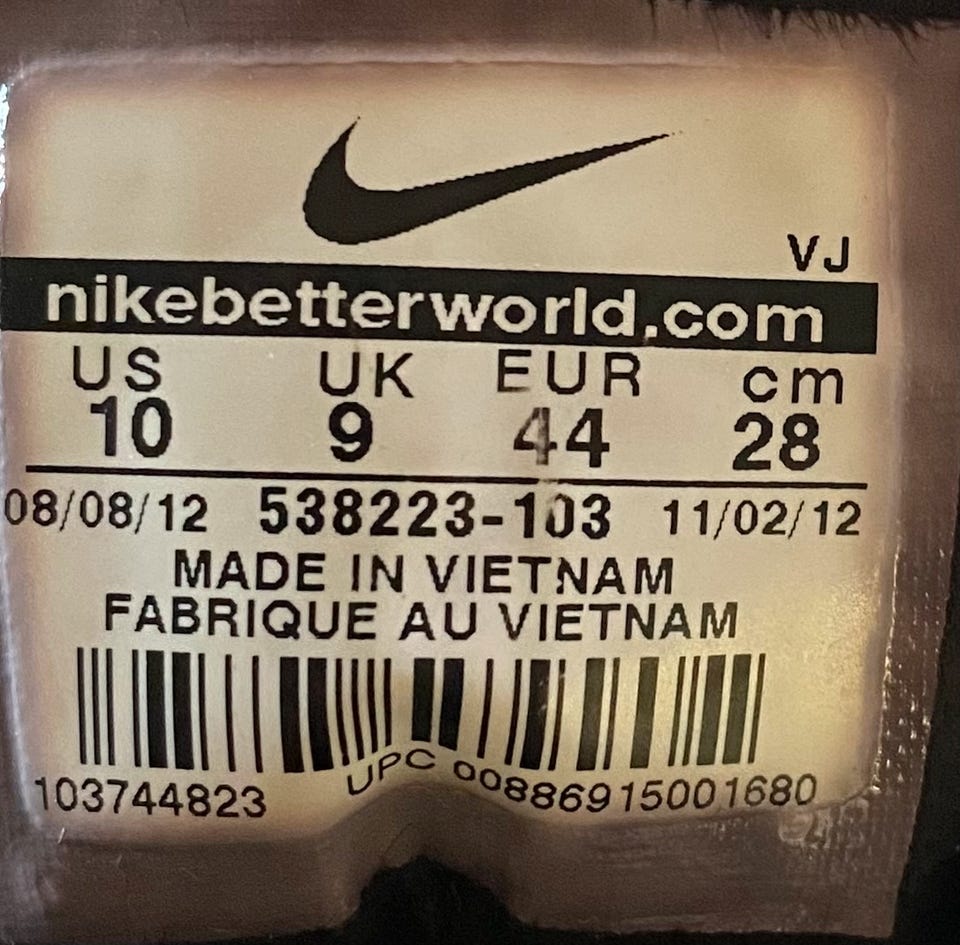 VJ
nikebetterworld.com
US UK EUR cm
10 9 44 28
08/08/12 538223-103 11/02/12
MADE IN VIETNAM
FABRIQUE AU VIETNAM
103744823 UPC 00886915001680